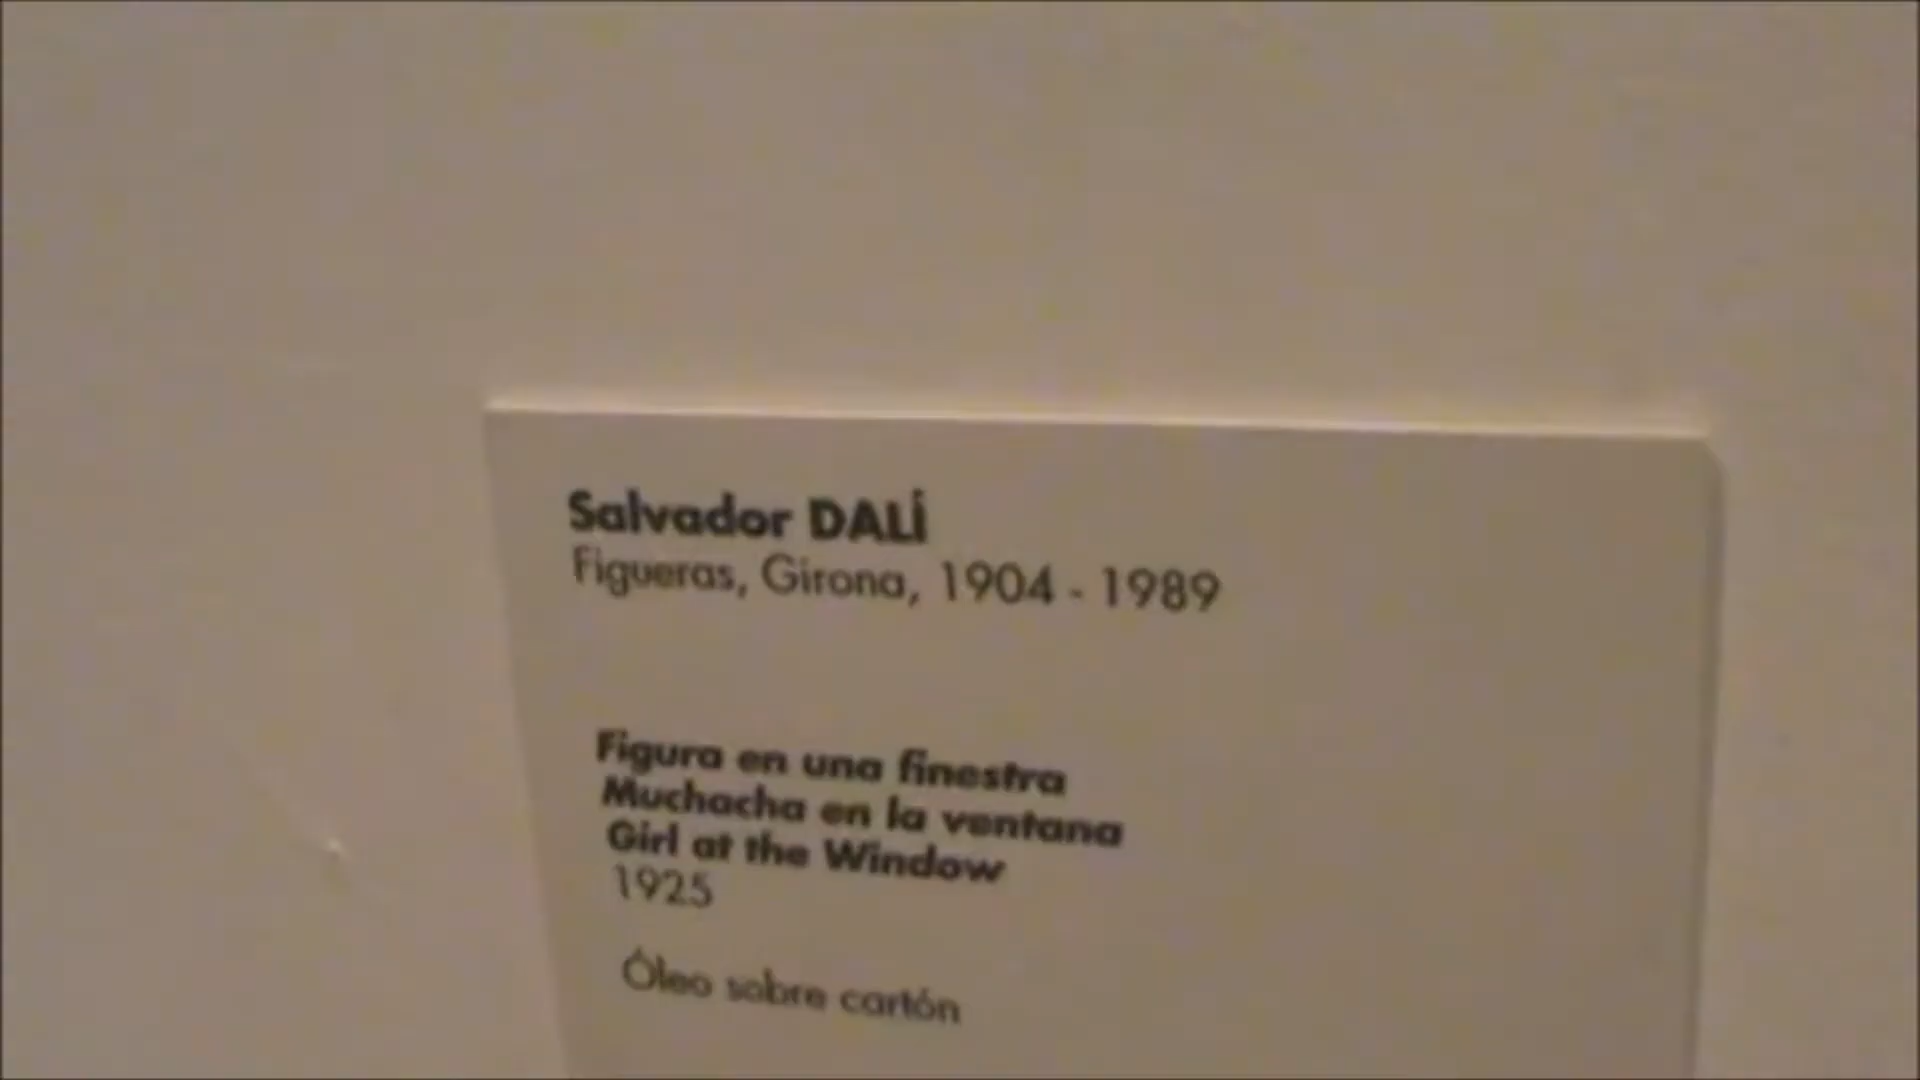 Salvador DALÍ
Figueras, Girona, 1904 - 1989
Figura en una finestra
Muchacha en la ventana
Girl at the Window
1925
Óleo sobre cartón